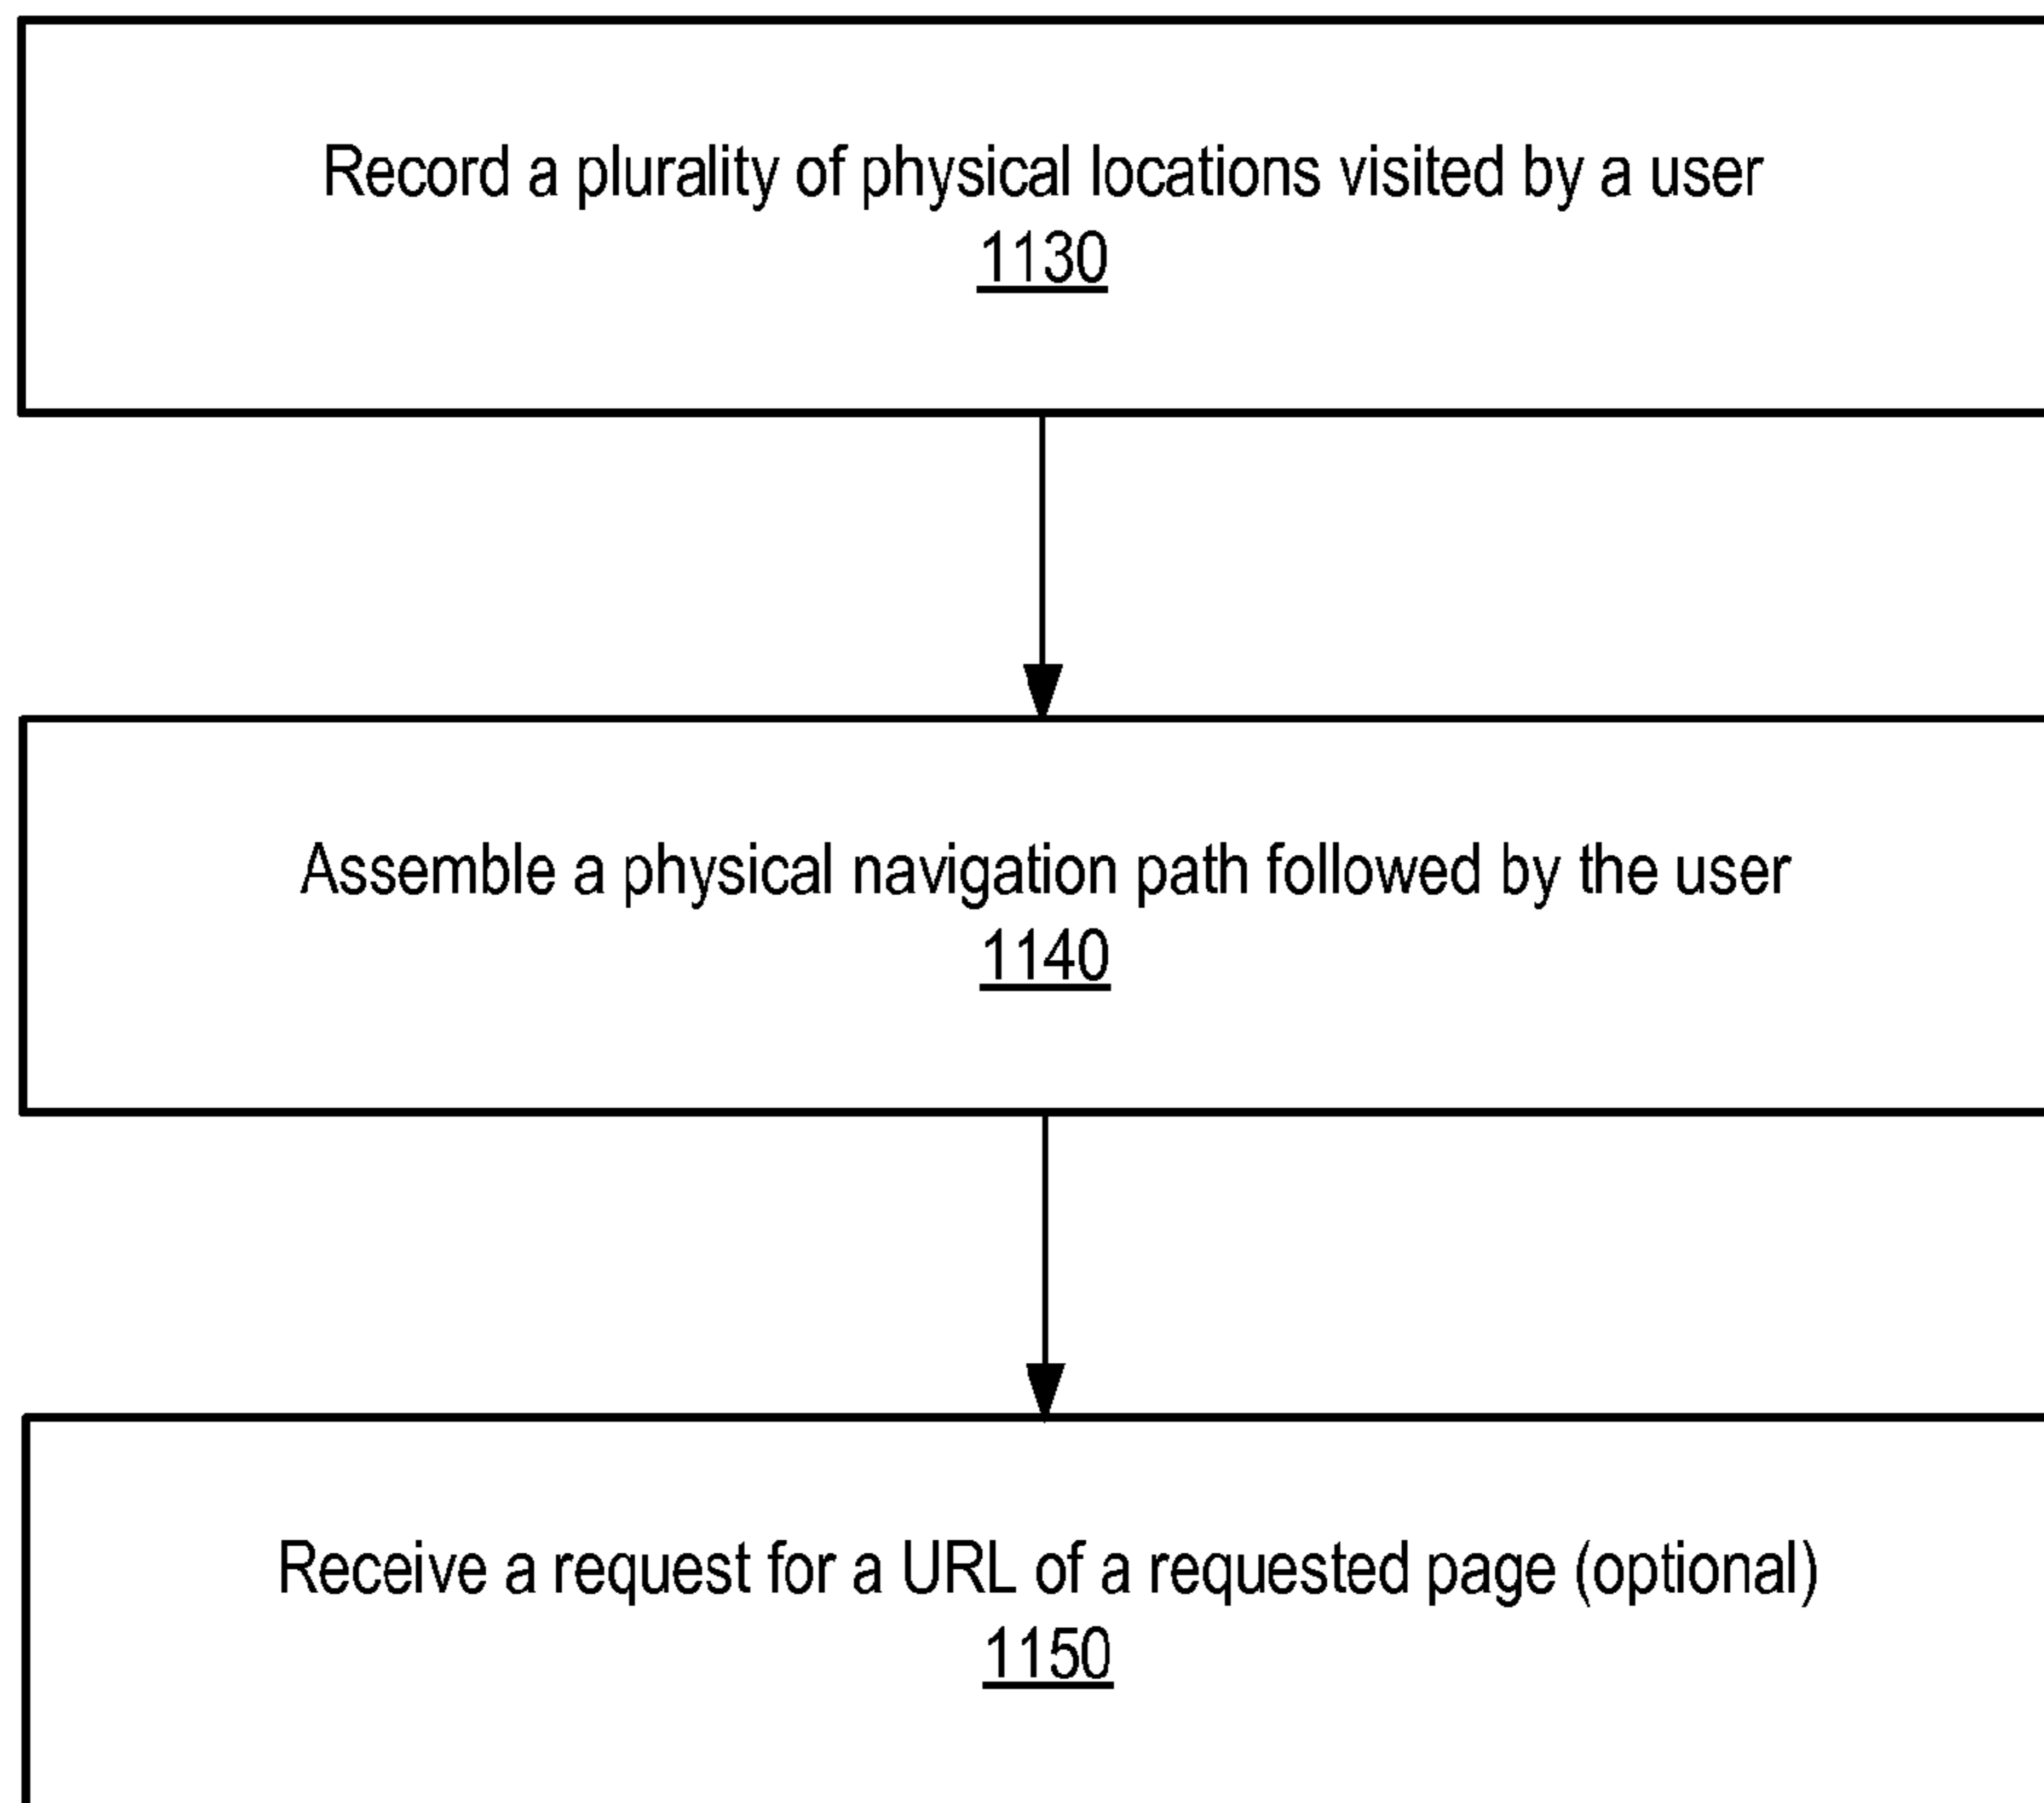 Record a plurality of physical locations visited by a user
1130
Assemble a physical navigation path followed by the user
1140
Receive a request for a URL of a requested page (optional)
1150